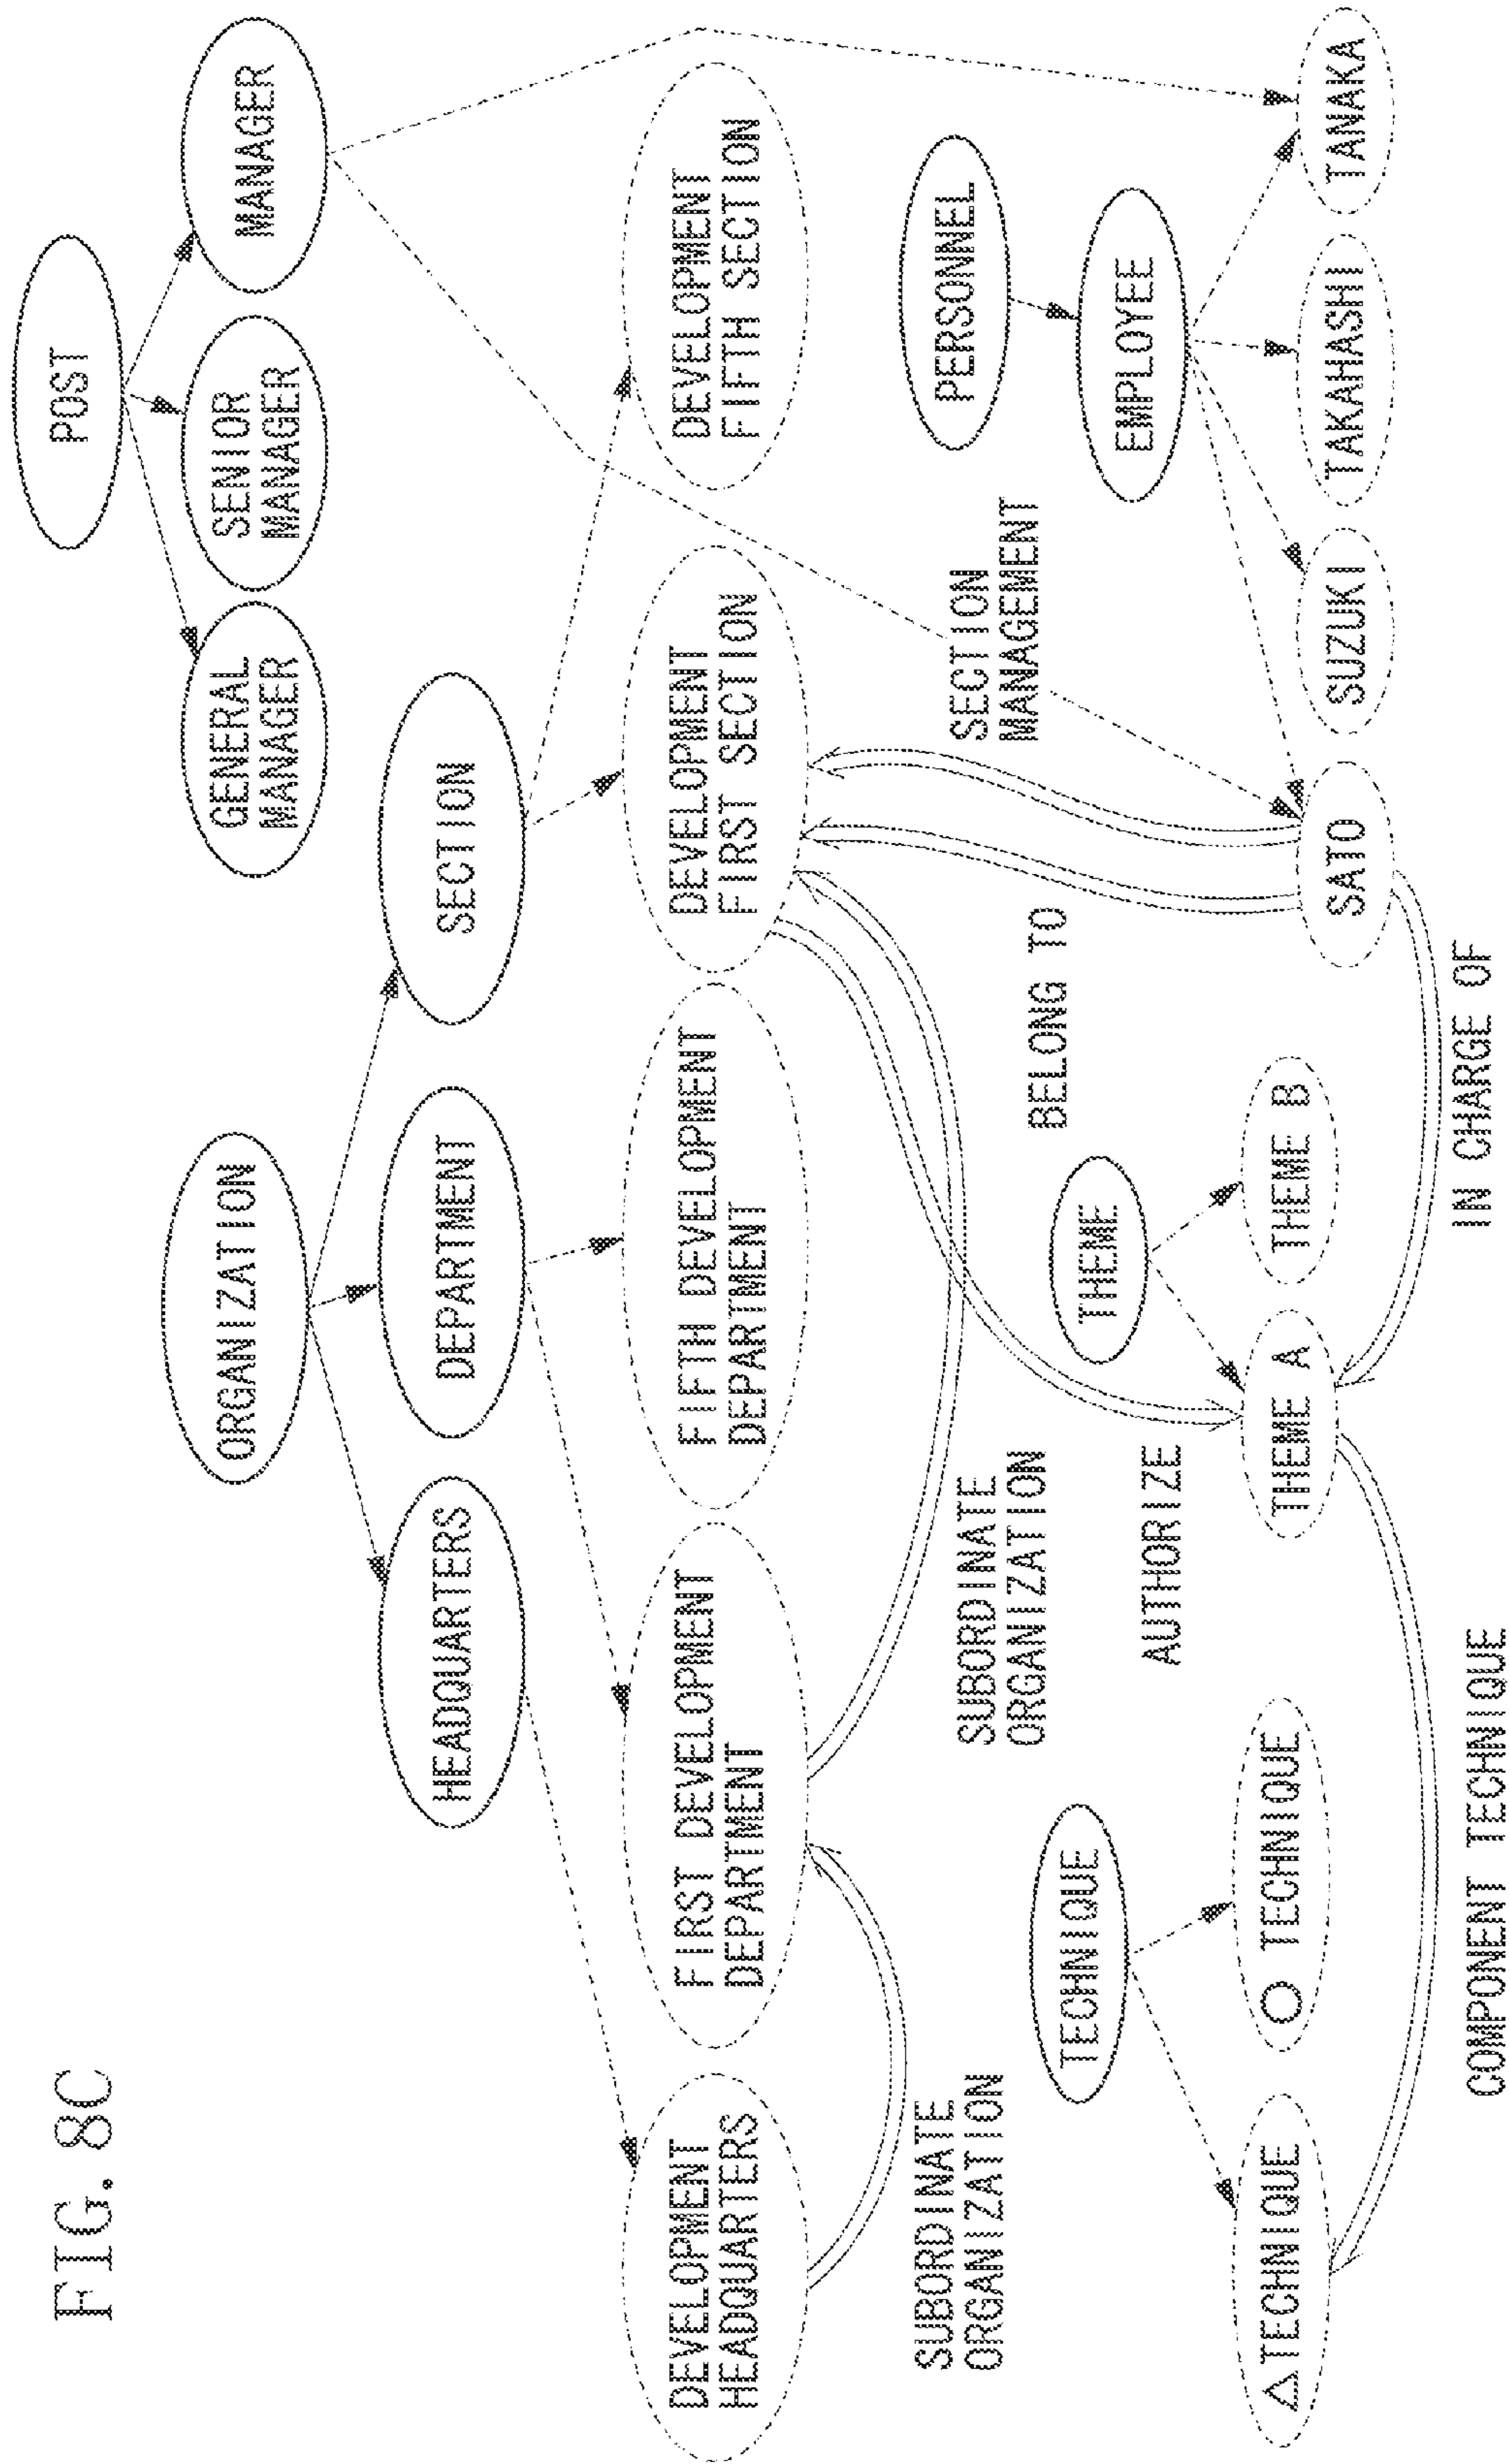 FIG. 8C
POST
GENERAL
MANAGER
SENIOR
MANAGER
MANAGER
ORGANIZATION
HEADQUARTERS
DEPARTMENT
SECTION
DEVELOPMENT
HEADQUARTERS
FIRST DEVELOPMENT
DEPARTMENT
FIFTH DEVELOPMENT
DEPARTMENT
DEVELOPMENT
FIRST SECTION
DEVELOPMENT
FIFTH SECTION
SUBORDINATE
ORGANIZATION
SUBORDINATE
ORGANIZATION
AUTHORIZE
BELONG TO
SECTION
MANAGEMENT
PERSONNEL
EMPLOYEE
TECHNIQUE
THEME
△TECHNIQUE
○ TECHNIQUE
THEME A
THEME B
SATO
SUZUKI
TAKAHASHI
TANAKA
COMPONENT TECHNIQUE
IN CHARGE OF